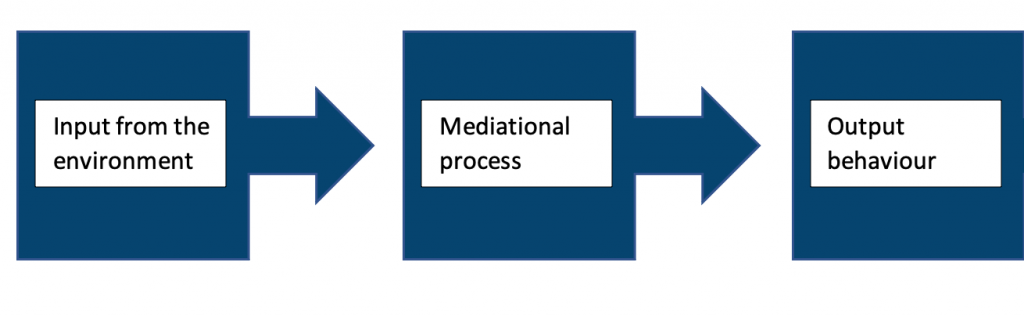 Input from the
environment
Mediational
process
Output
behaviour